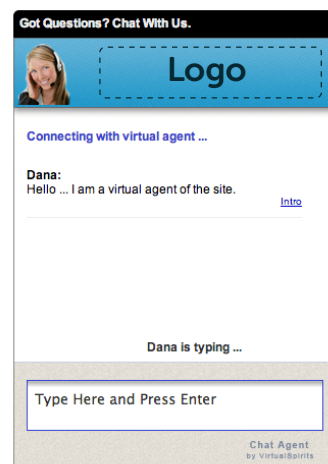 Got Questions? Chat With Us.
Logo
Connecting with virtual agent ...
Dana:
Hello ... I am a virtual agent of the site.
Intro
Dana is typing ...
Type Here and Press Enter
Chat Agent
by VirtualSpirits